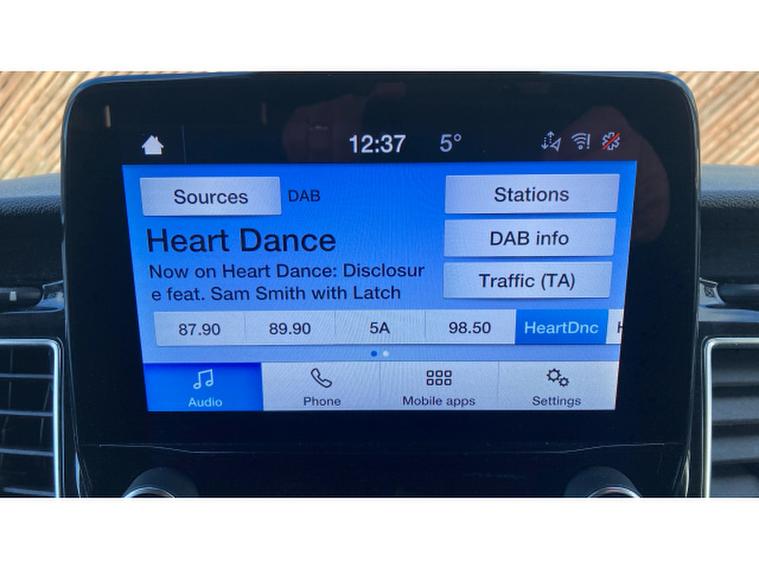 12:37 5°
Sources DAB Stations
Heart Dance DAB info
Now on Heart Dance: Disclosur
e feat. Sam Smith with Latch
Traffic (TA)
87.90 89.90 5A 98.50 HeartDnc
Audio Phone Mobile apps Settings